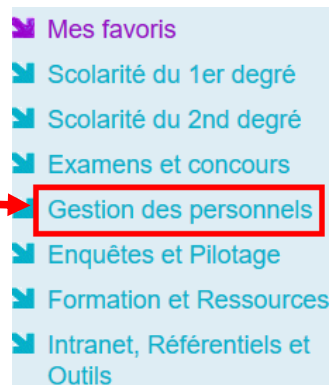 Mes favoris
Scolarité du 1er degré
Scolarité du 2nd degré
Examens et concours
Gestion des personnels
Enquêtes et Pilotage
Formation et Ressources
Intranet, Référentiels et
Outils